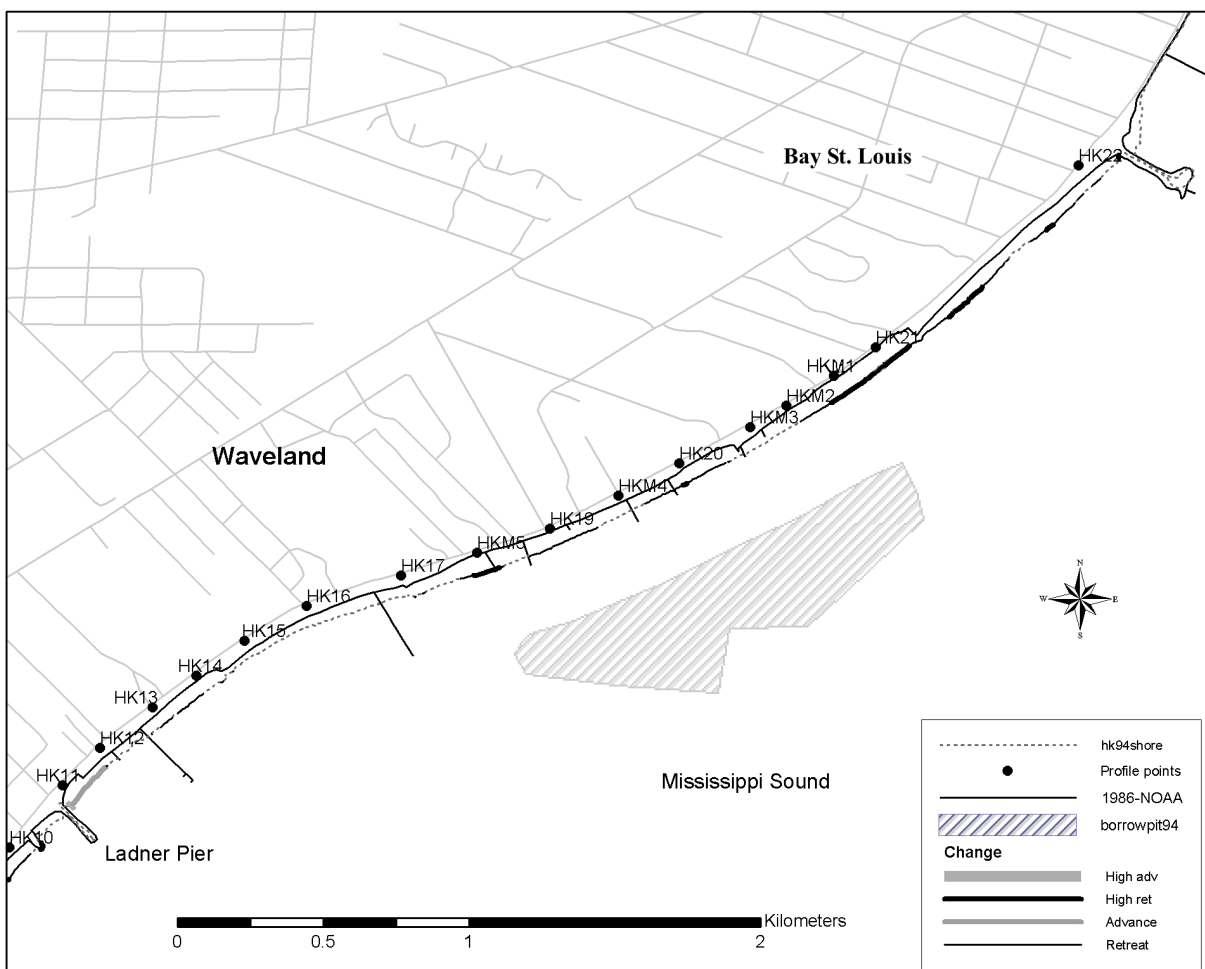 Bay St. Louis
HK22
HK21
HKM1
HKM2
HKM3
HK20
HKM4
Waveland
HK19
HKM5
HK17
HK16
HK15
HK14
HK13
HK12
HK11
HK10
Ladner Pier
Mississippi Sound
N
W E
S
hk94shore
Profile points
1986-NOAA
borrowpit94
Change
High adv
High ret
Advance
Retreat
Kilometers
0 0.5 1 2